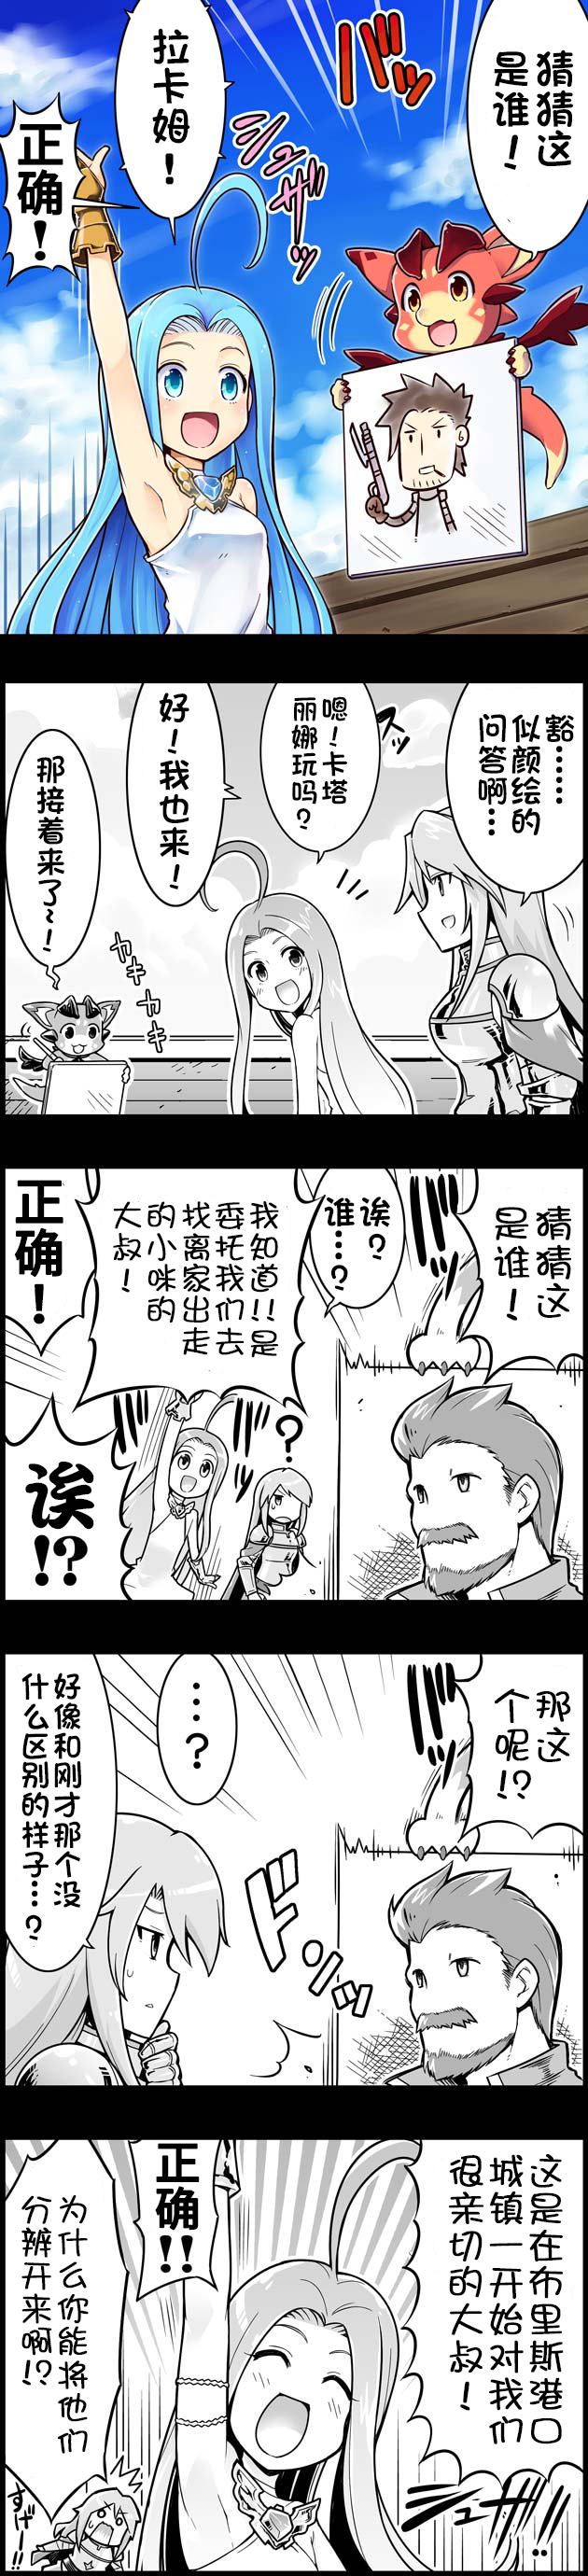 猜猜这
是谁！
バッ
拉卡姆！
シュザッ
正确！
豁……
似颜绘的
问答啊…
スッ
嗯！卡塔
丽娜玩吗？
好！我也来！
那接着来了～！
カキカキ
猜猜这
是谁！
バッ
诶？
谁…？
我知道!!是
委托我们去
找离家出走
的小咪的
大叔！
？
正确！
诶!?
那这
个呢!?
バッ
ドドリッ
…？
好像和刚才那个没
什么区别的样子…？
这是在布里斯港口
城镇一开始对我们
很亲切的大叔！
シュザッ!!
正确!!
为什么你能将他们
分辨开来啊!?
すげー!!